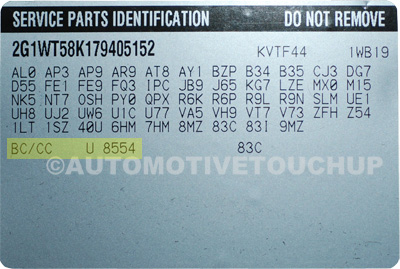 SERVICE PARTS IDENTIFICATION DO NOT REMOVE
2G1WT58K179405152 KVTF44 1WB19
AL0 AP3 AP9 AR9 AT8 AY1 BZP B34 B35 CJ3 DG7
D55 FE1 FE9 FQ3 IPC JB9 J65 KG7 LZE MX0 M15
NK5 NT7 OSH PY0 QPX R6K R6P R9L R9N SLM UE1
UH8 UJ2 UW6 U1C U77 VA5 VH9 VT7 V73 ZFH Z54
1LT 1SZ 40U 6HM 7HM 8MZ 83C 83I 9MZ
BC/CC U 8554 83C
©AUTOMOTIVETOUCHUP